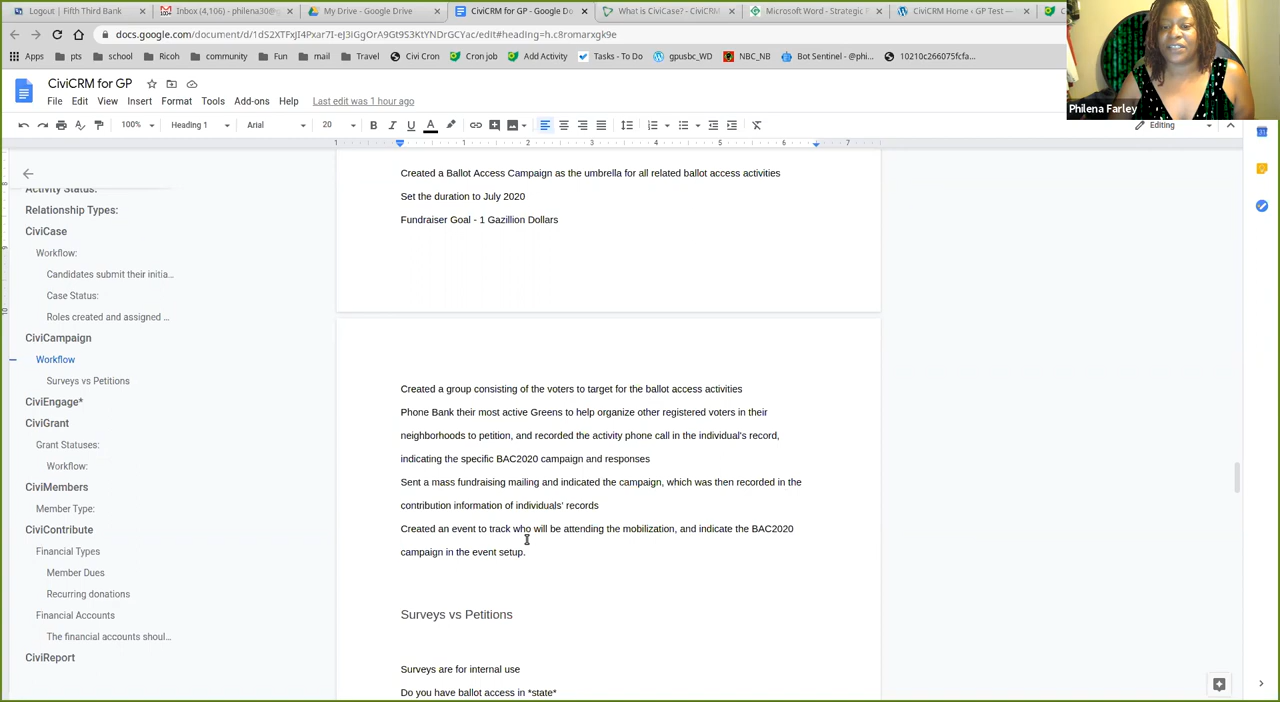 Logout | Fifth Third Bank
Inbox (4,106) - philena30@
My Drive - Google Drive
CiviCRM for GP - Google Do
What is CiviCase? - CiviCRM
Microsoft Word - Strategic
CiviCRM Home ‹ GP Test —
docs.google.com/document/d/1dS2XTFxJI4Pxar7I-eJ3iGgOrA9Gt9S3KtYNDrGCYac/edit#heading=h.c8romarxgk9e
Apps
pts
school
Ricoh
community
Fun
mail
Travel
Civi Cron
Cron job
Add Activity
Tasks - To Do
gpusbc_WD
NBC_NB
Bot Sentinel - @phi...
10210c266075fcfa...
Philena Farley
CiviCRM for GP
File Edit View Insert Format Tools Add-ons Help Last edit was 1 hour ago
100% Heading 1 Arial 20 B I U A Editing
1 1 2 3 4 5 6 7
Activity Status:
Relationship Types:
CiviCase
Workflow:
Candidates submit their initia...
Case Status:
Roles created and assigned ...
CiviCampaign
Workflow
Surveys vs Petitions
CiviEngage*
CiviGrant
Grant Statuses:
Workflow:
CiviMembers
Member Type:
CiviContribute
Financial Types
Member Dues
Recurring donations
Financial Accounts
The financial accounts shoul...
CiviReport
Created a Ballot Access Campaign as the umbrella for all related ballot access activities
Set the duration to July 2020
Fundraiser Goal - 1 Gazillion Dollars
Created a group consisting of the voters to target for the ballot access activities
Phone Bank their most active Greens to help organize other registered voters in their
neighborhoods to petition, and recorded the activity phone call in the individual's record,
indicating the specific BAC2020 campaign and responses
Sent a mass fundraising mailing and indicated the campaign, which was then recorded in the
contribution information of individuals' records
Created an event to track who will be attending the mobilization, and indicate the BAC2020
campaign in the event setup.
Surveys vs Petitions
Surveys are for internal use
Do you have ballot access in *state*